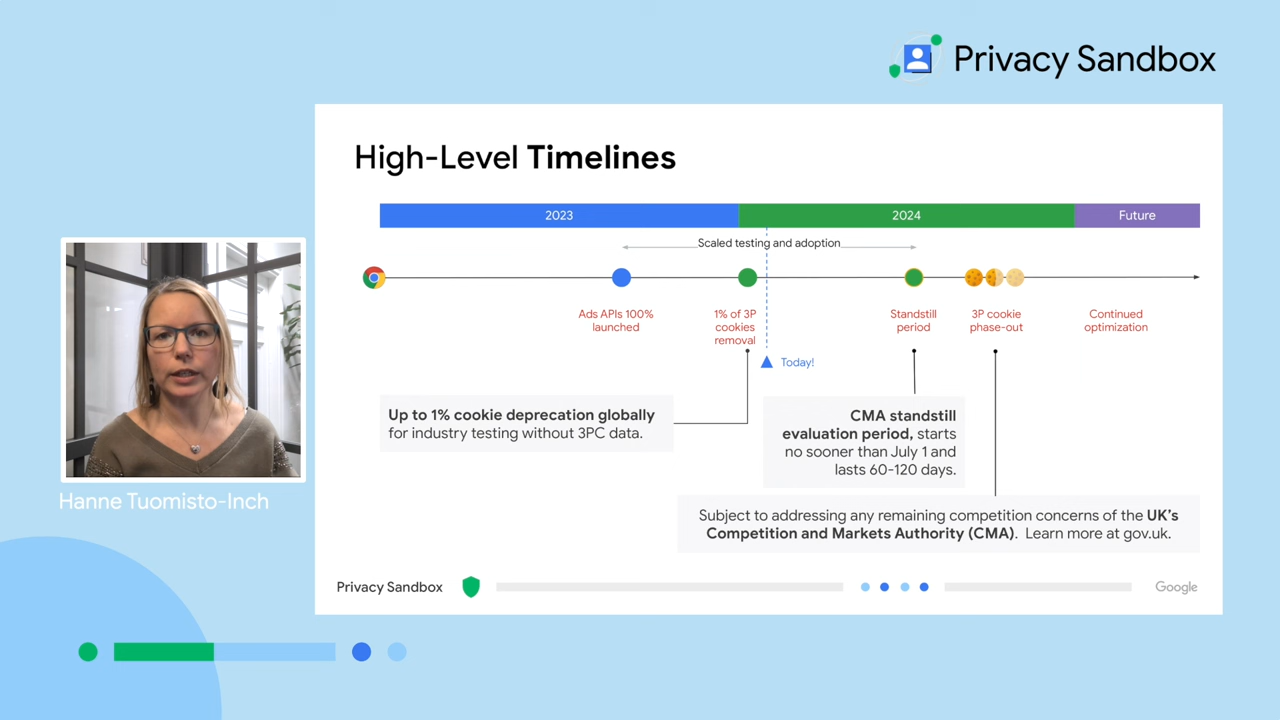 Privacy Sandbox
High-Level Timelines
2023
2024
Future
Scaled testing and adoption
Ads APIs 100%
launched
1% of 3P
cookies
removal
Standstill
period
3P cookie
phase-out
Continued
optimization
Today!
Up to 1% cookie deprecation globally
for industry testing without 3PC data.
CMA standstill
evaluation period, starts
no sooner than July 1 and
lasts 60-120 days.
Subject to addressing any remaining competition concerns of the UK's
Competition and Markets Authority (CMA). Learn more at gov.uk.
Hanne Tuomisto-Inch
Privacy Sandbox
Google